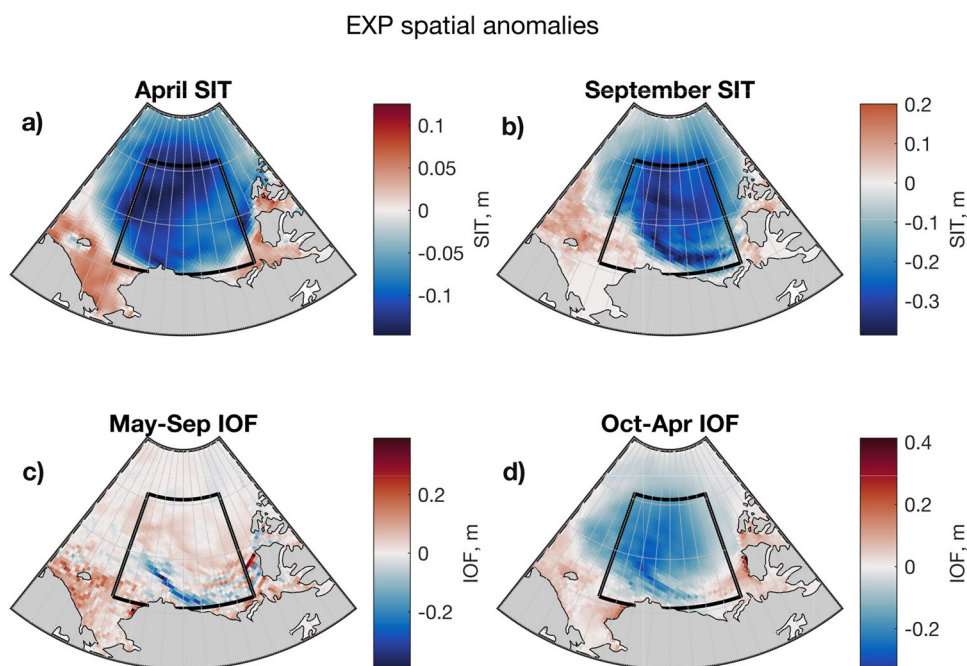 EXP spatial anomalies
April SIT
a)
0.1
0.05
0
-0.05
-0.1
SIT, m
September SIT
b)
0.2
0.1
0
-0.1
-0.2
-0.3
SIT, m
May-Sep IOF
c)
0.2
0
-0.2
IOF, m
Oct-Apr IOF
d)
0.4
0.2
0
-0.2
IOF, m